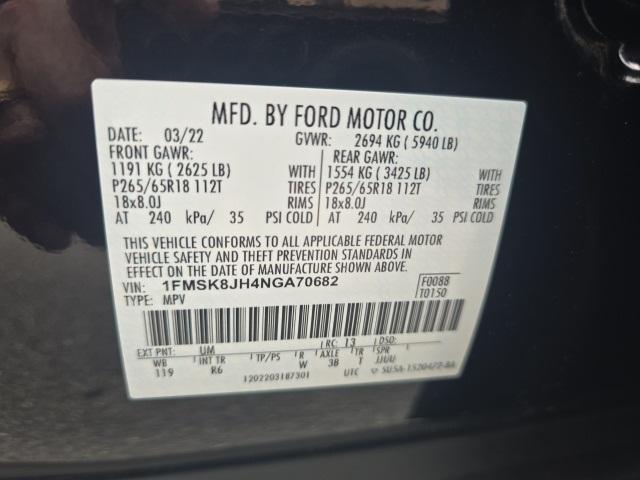 MFD. BY FORD MOTOR CO.
DATE: 03/22 GVWR: 2694 KG ( 5940 LB)
FRONT GAWR: REAR GAWR:
1191 KG ( 2625 LB) WITH 1554 KG ( 3425 LB) WITH
P265/65R18 112T TIRES P265/65R18 112T TIRES
18x8.0J RIMS 18x8.0J RIMS
AT 240 kPa/ 35 PSI COLD AT 240 kPa/ 35 PSI COLD
THIS VEHICLE CONFORMS TO ALL APPLICABLE FEDERAL MOTOR
VEHICLE SAFETY AND THEFT PREVENTION STANDARDS IN
EFFECT ON THE DATE OF MANUFACTURE SHOWN ABOVE.
VIN: 1FMSK8JH4NGA70682 F0088
TYPE: MPV T0150
EXT PNT: UM RC: 13 DSO:
WB INT TR TP/PS R AXLE TR SPR
119 R6 W 3B T JJUU
1202203187301 UTC SU5A-1520472-BA